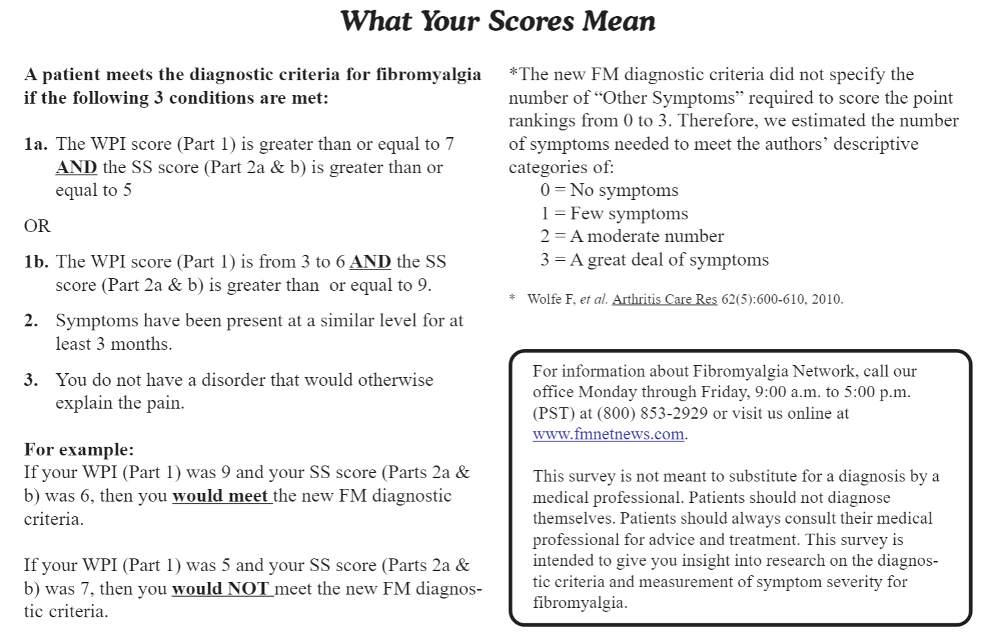 What Your Scores Mean
A patient meets the diagnostic criteria for fibromyalgia
if the following 3 conditions are met:
1a. The WPI score (Part 1) is greater than or equal to 7
AND the SS score (Part 2a & b) is greater than or
equal to 5
OR
1b. The WPI score (Part 1) is from 3 to 6 AND the SS
score (Part 2a & b) is greater than  or equal to 9.
2. Symptoms have been present at a similar level for at
least 3 months.
3. You do not have a disorder that would otherwise
explain the pain.
For example:
If your WPI (Part 1) was 9 and your SS score (Parts 2a &
b) was 6, then you would meet the new FM diagnostic
criteria.
If your WPI (Part 1) was 5 and your SS score (Parts 2a &
b) was 7, then you would NOT meet the new FM diagnos-
tic criteria.
*The new FM diagnostic criteria did not specify the
number of “Other Symptoms” required to score the point
rankings from 0 to 3. Therefore, we estimated the number
of symptoms needed to meet the authors’ descriptive
categories of:
0 = No symptoms
1 = Few symptoms
2 = A moderate number
3 = A great deal of symptoms
* Wolfe F, et al. Arthritis Care Res 62(5):600-610, 2010.
For information about Fibromyalgia Network, call our
office Monday through Friday, 9:00 a.m. to 5:00 p.m.
(PST) at (800) 853-2929 or visit us online at
www.fmnetnews.com.
This survey is not meant to substitute for a diagnosis by a
medical professional. Patients should not diagnose
themselves. Patients should always consult their medical
professional for advice and treatment. This survey is
intended to give you insight into research on the diagnos-
tic criteria and measurement of symptom severity for
fibromyalgia.